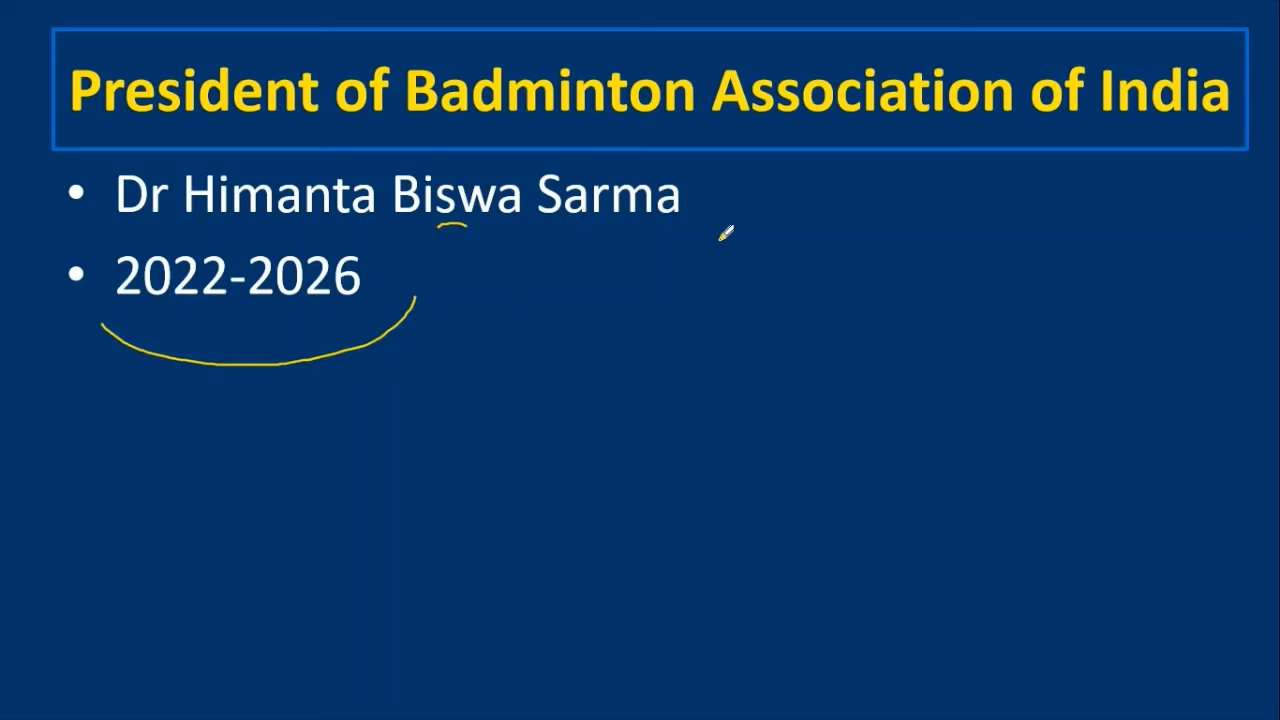 President of Badminton Association of India
• Dr Himanta Biswa Sarma
• 2022-2026